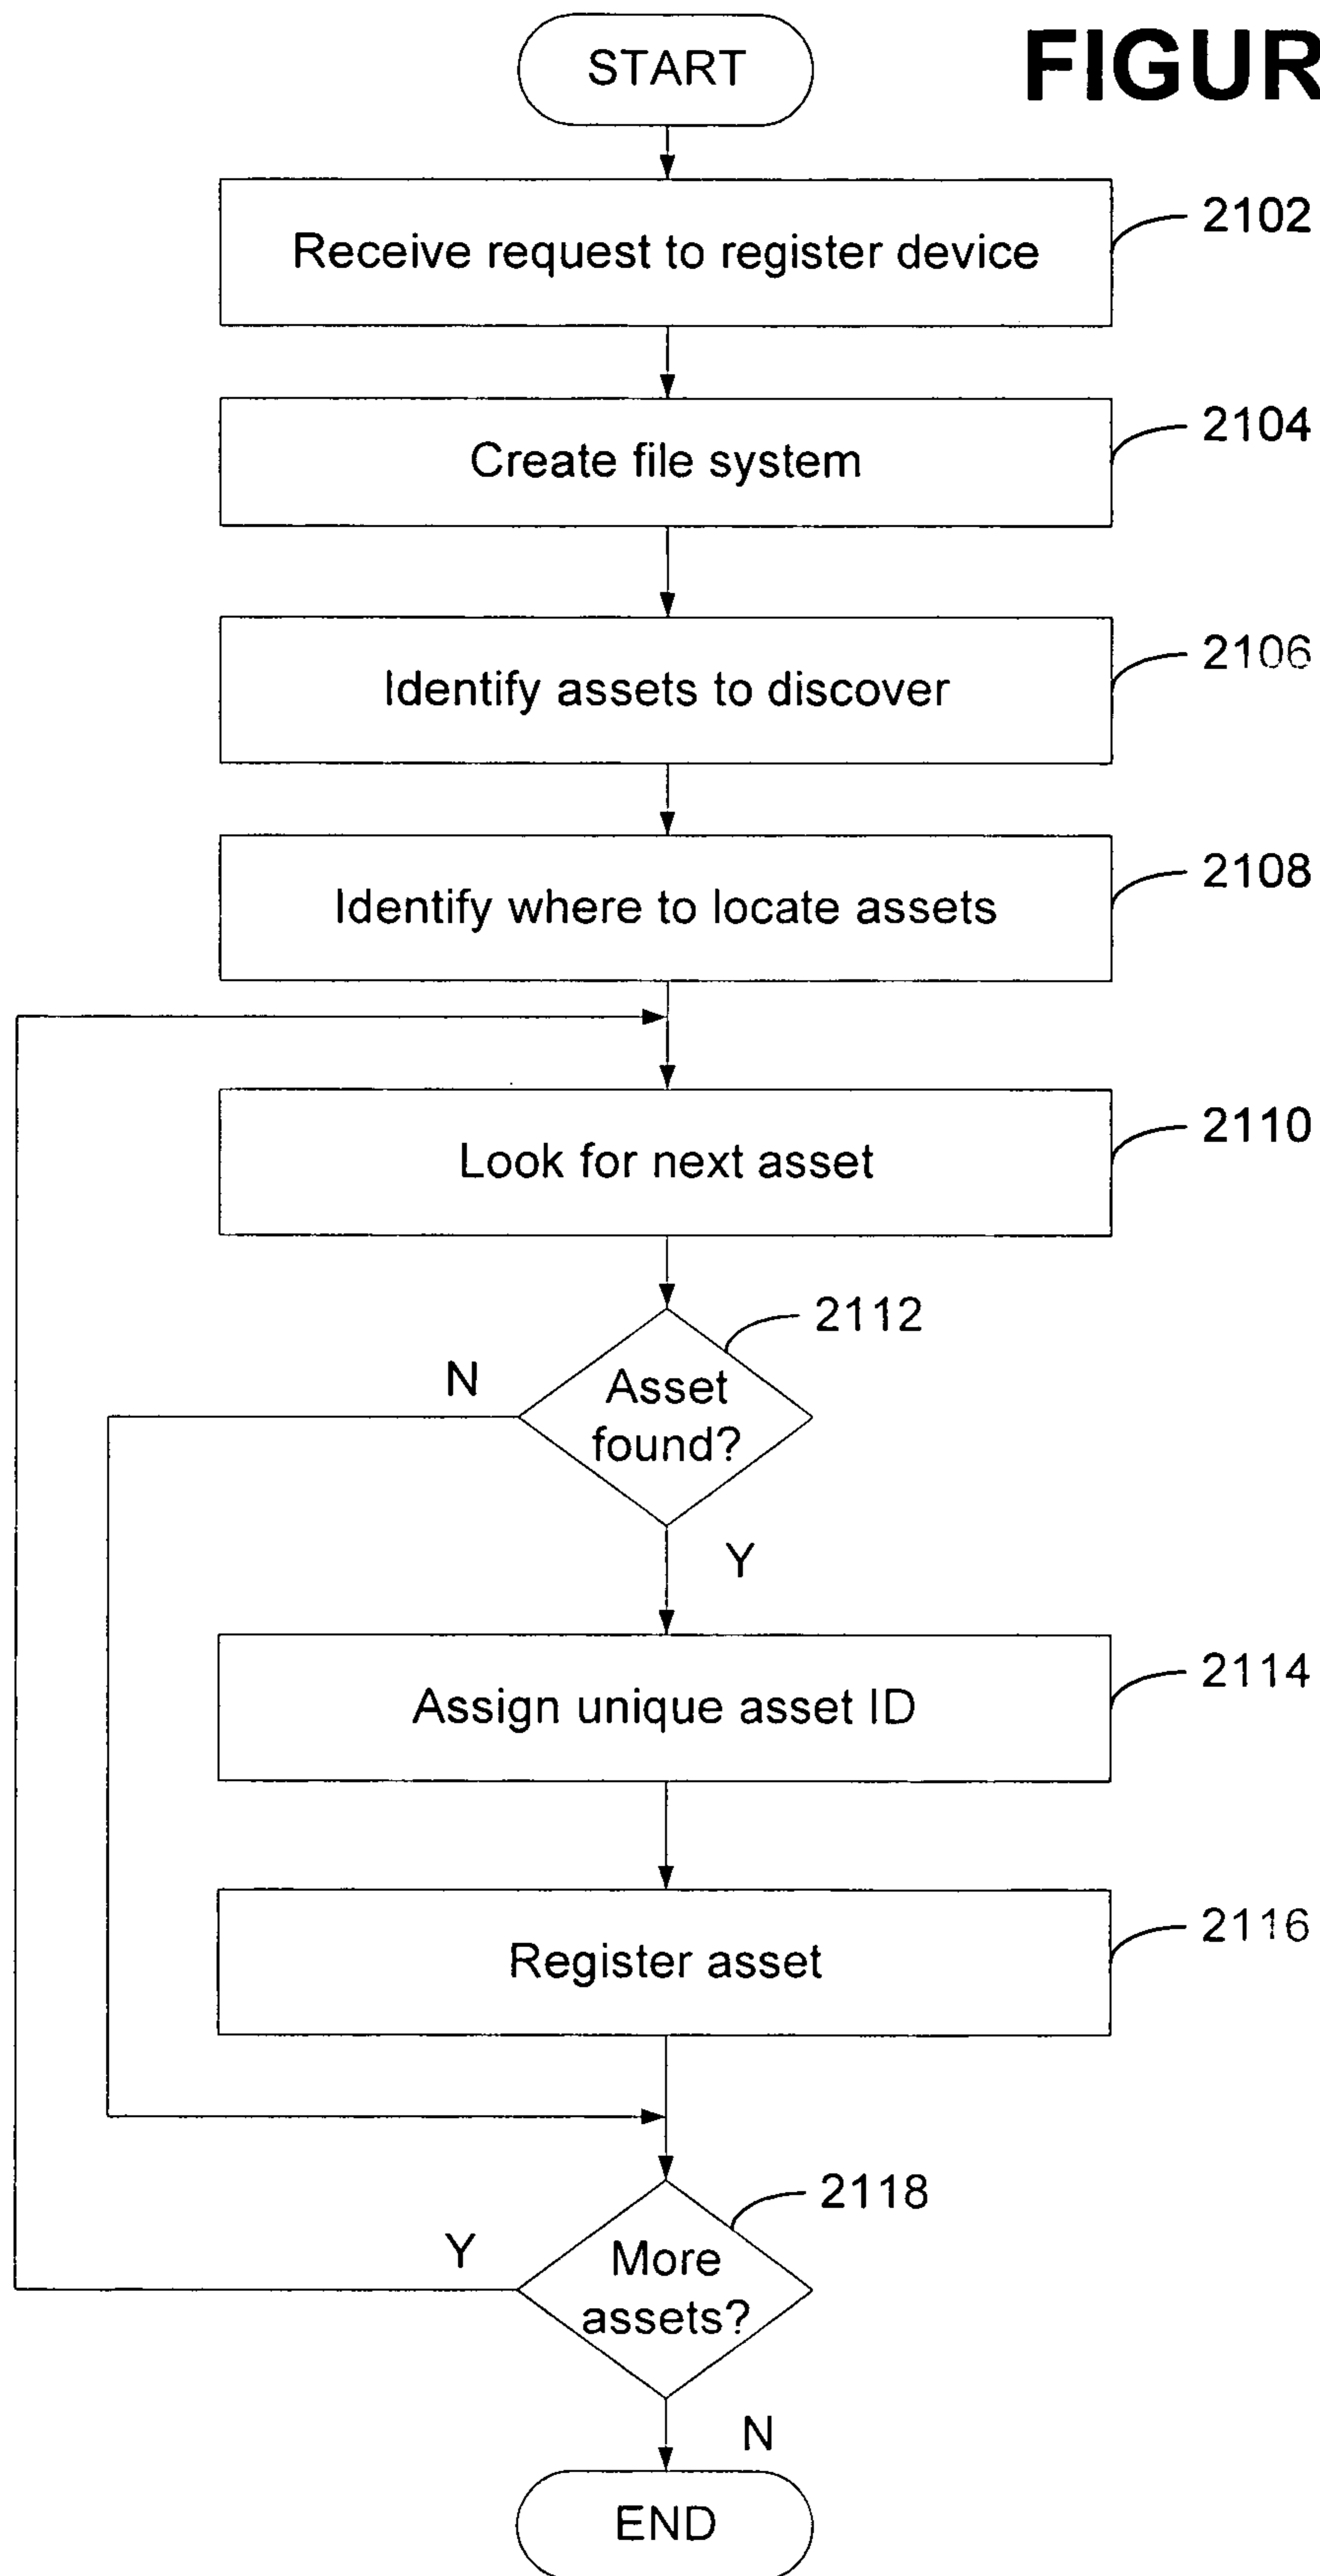 START
FIGUR
Receive request to register device
2102
Create file system
2104
Identify assets to discover
2106
Identify where to locate assets
2108
Look for next asset
2110
2112
N
Asset
found?
Y
Assign unique asset ID
2114
Register asset
2116
2118
Y
More
assets?
N
END